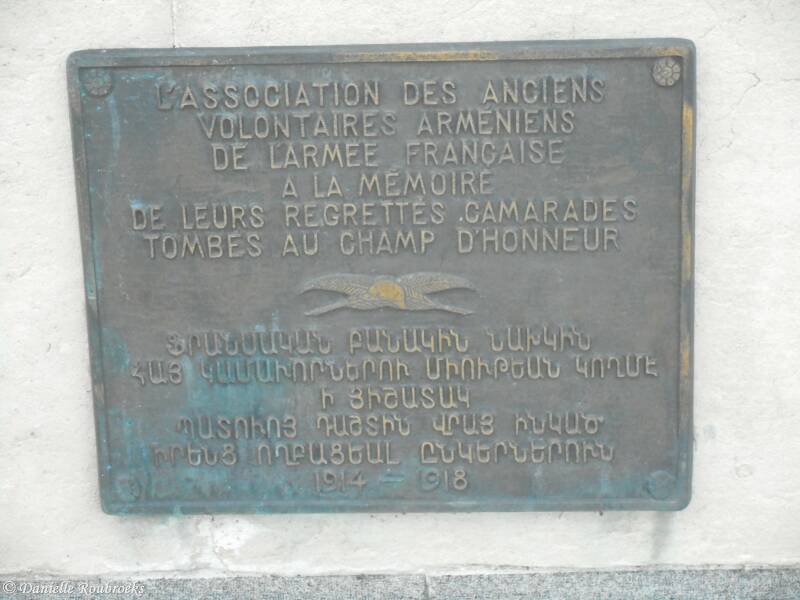 L'ASSOCIATION DES ANCIENS
VOLONTAIRES ARMÉNIENS
DE L'ARMÉE FRANÇAISE
A LA MÉMOIRE
DE LEURS REGRETTÉS CAMARADES
TOMBÉS AU CHAMP D'HONNEUR
ՖՐԱՆՍԱԿԱՆ ԲԱՆԱԿԻՆ ՆԱԽԿԻՆ
ՀԱՅ ԿԱՄԱՒՈՐՆԵՐՈՒ ՄԻՈՒԹԵԱՆ ԿՈՂՄԷ
Ի ՅԻՇԱՏԱԿ
ՊԱՏՈՒՈՅ ԴԱՇՏԻՆ ՎՐԱՅ ԻՆԿԱԾ
ԻՐԵՆՑ ՈՂԲԱՑԵԱԼ ԸՆԿԵՐՆԵՐՈՒՆ
1914 – 1918
© Danielle Roubroeks